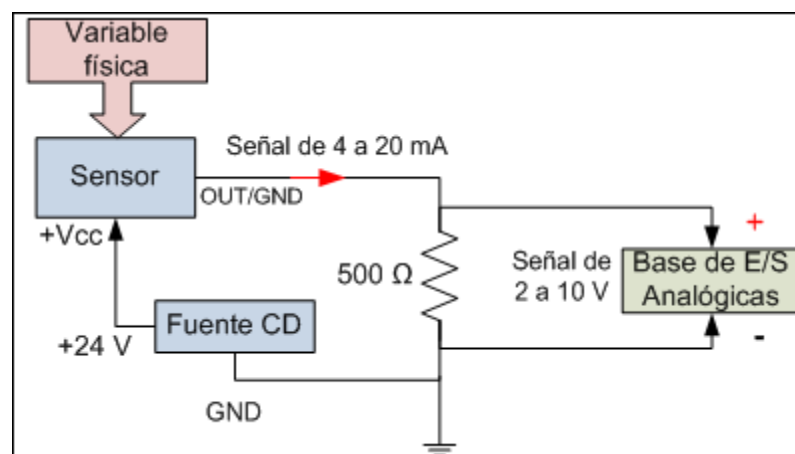 Variable
física
Señal de 4 a 20 mA
Sensor
OUT/GND
+Vcc
+
500 Ω
Señal de
2 a 10 V
Base de E/S
Analógicas
Fuente CD
+24 V
-
GND